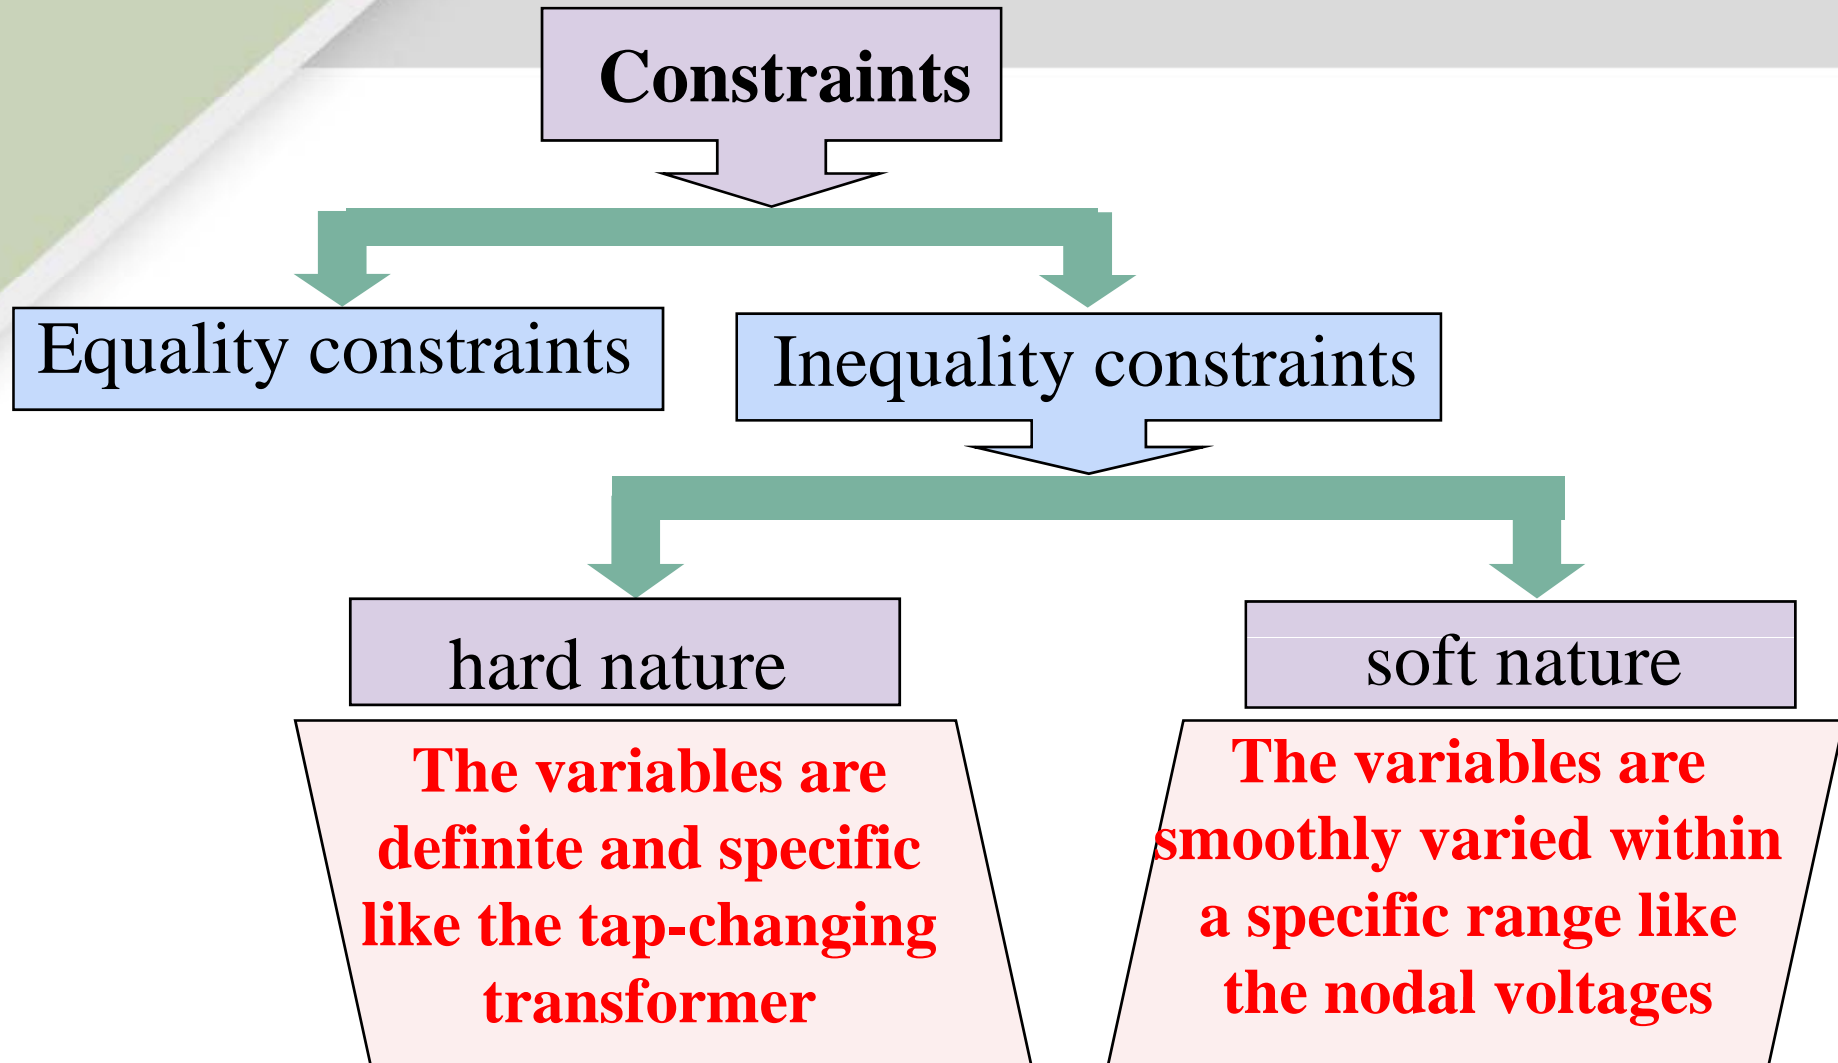 Constraints
Equality constraints
Inequality constraints
hard nature
soft nature
The variables are
definite and specific
like the tap-changing
transformer
The variables are
smoothly varied within
a specific range like
the nodal voltages